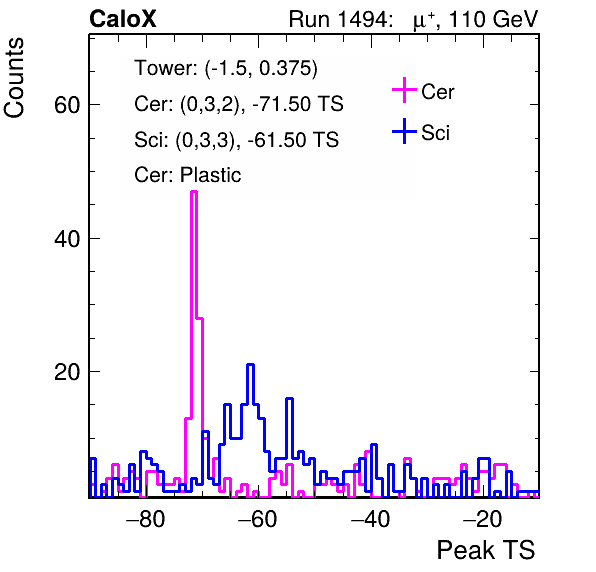 CaloX Run 1494: μ⁺, 110 GeV
Counts
Tower: (-1.5, 0.375)
Cer: (0,3,2), -71.50 TS
Sci: (0,3,3), -61.50 TS
Cer: Plastic
Cer
Sci
60
40
20
−80 −60 −40 −20
Peak TS